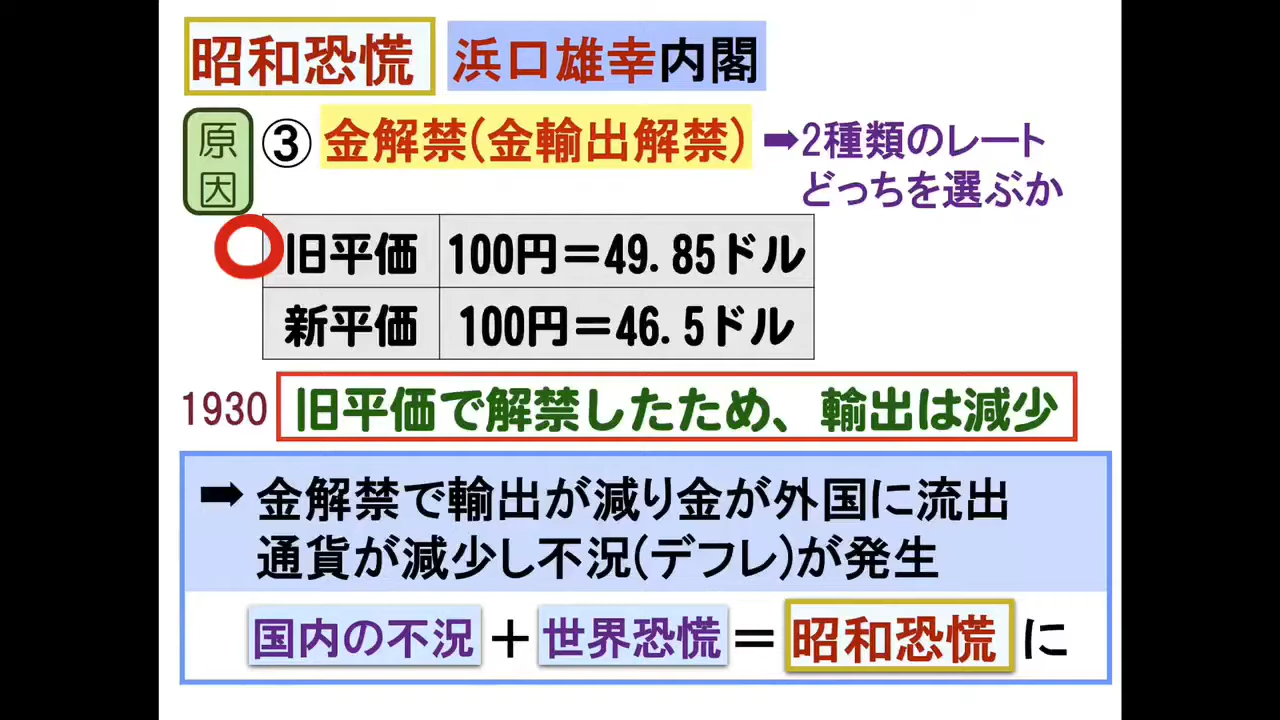 昭和恐慌 浜口雄幸内閣
原因 ③ 金解禁(金輸出解禁) ➡2種類のレート
どっちを選ぶか
旧平価 100円＝49.85ドル
新平価 100円＝46.5ドル
1930 旧平価で解禁したため、輸出は減少
➡ 金解禁で輸出が減り金が外国に流出
通貨が減少し不況(デフレ)が発生
国内の不況＋世界恐慌＝昭和恐慌に